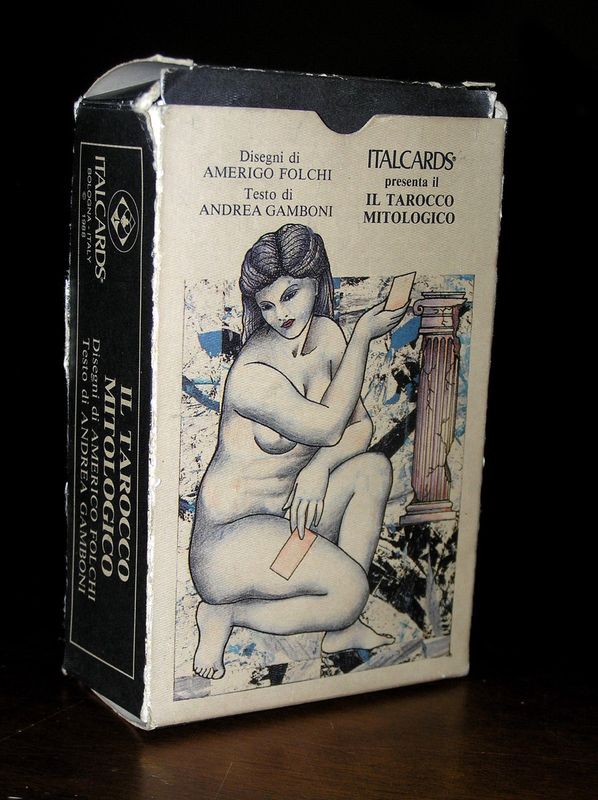 Disegni di
AMERIGO FOLCHI
Testo di
ANDREA GAMBONI
ITALCARDS®
presenta il
IL TAROCCO
MITOLOGICO
ITALCARDS®
BOLOGNA - ITALY
© 1988
IL TAROCCO
MITOLOGICO
Disegni di AMERIGO FOLCHI
Testo di ANDREA GAMBONI